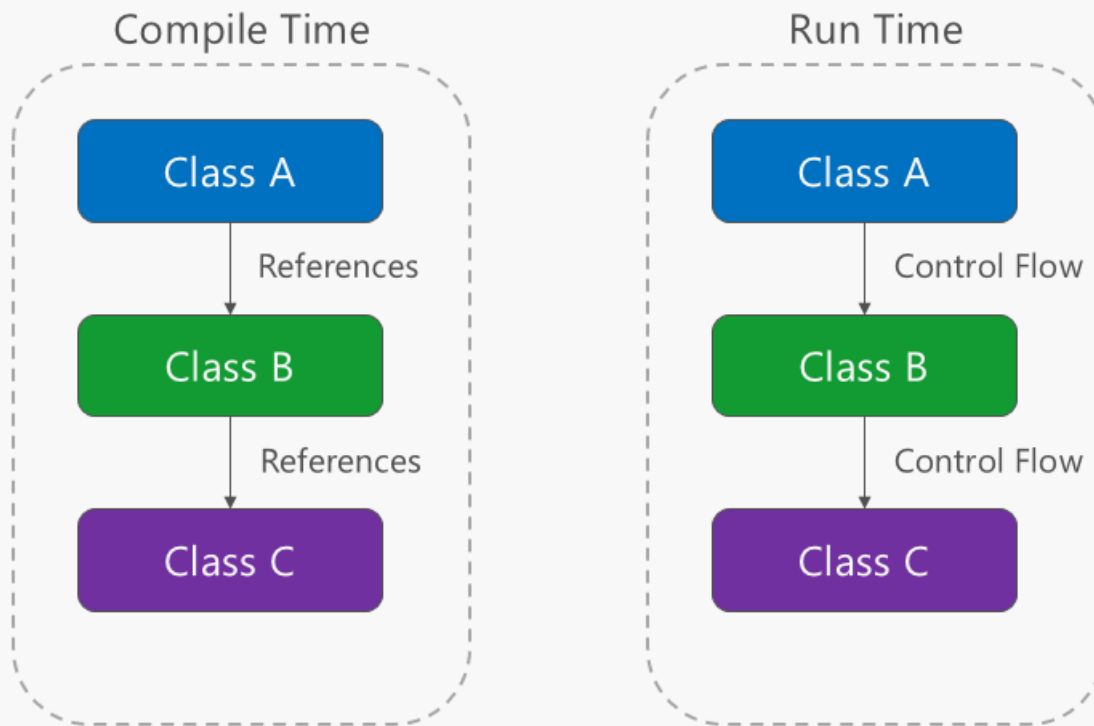 Compile Time
Class A
References
Class B
References
Class C
Run Time
Class A
Control Flow
Class B
Control Flow
Class C